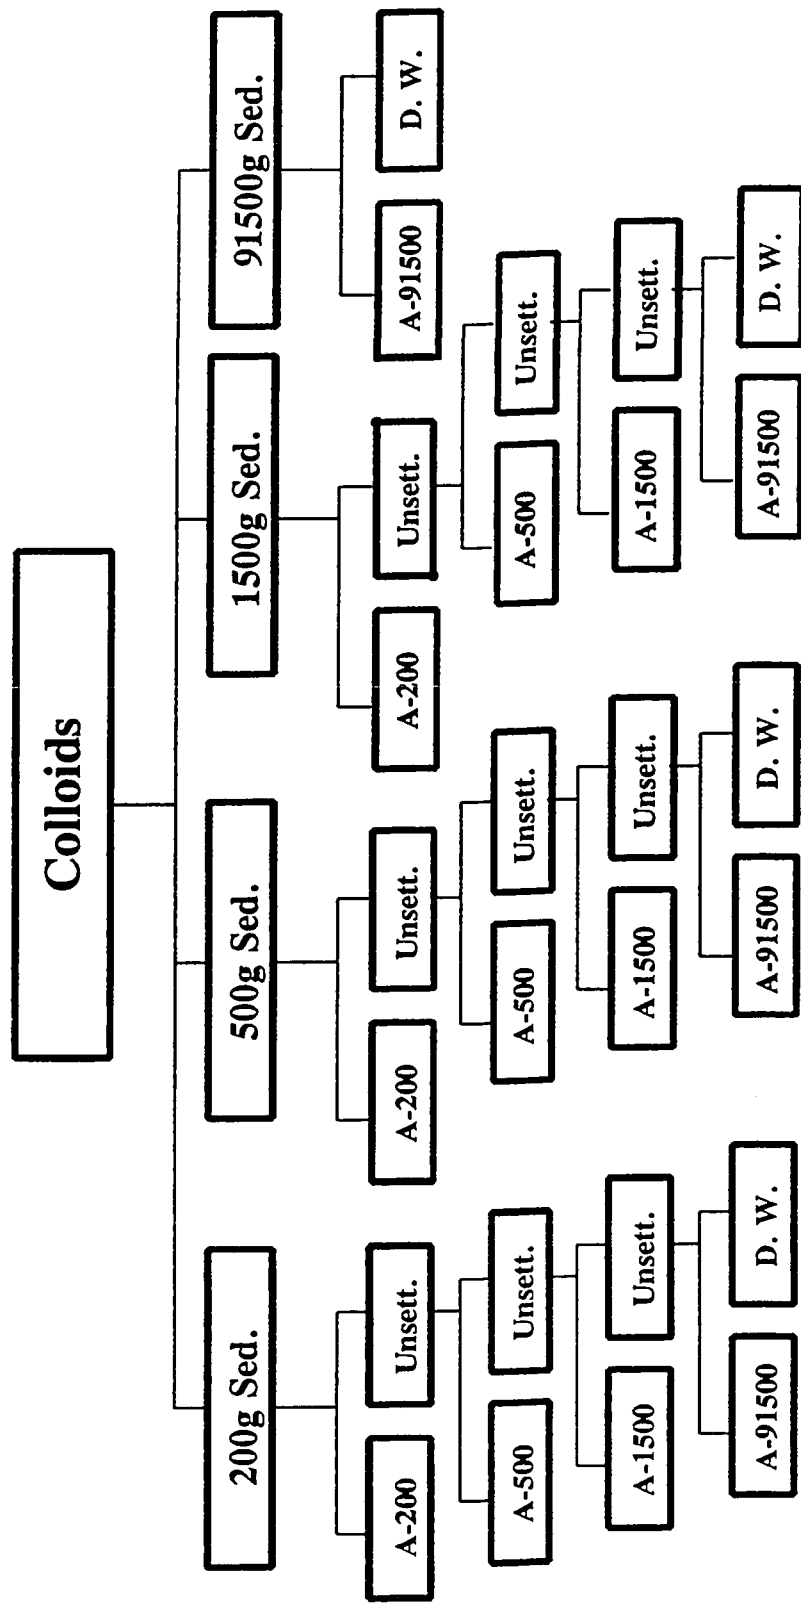 Colloids
200g Sed.
500g Sed.
1500g Sed.
91500g Sed.
A-200
Unsett.
A-200
Unsett.
A-200
Unsett.
A-91500
D. W.
A-500
Unsett.
A-500
Unsett.
A-500
Unsett.
A-1500
Unsett.
A-1500
Unsett.
A-1500
Unsett.
A-91500
D. W.
A-91500
D. W.
A-91500
D. W.